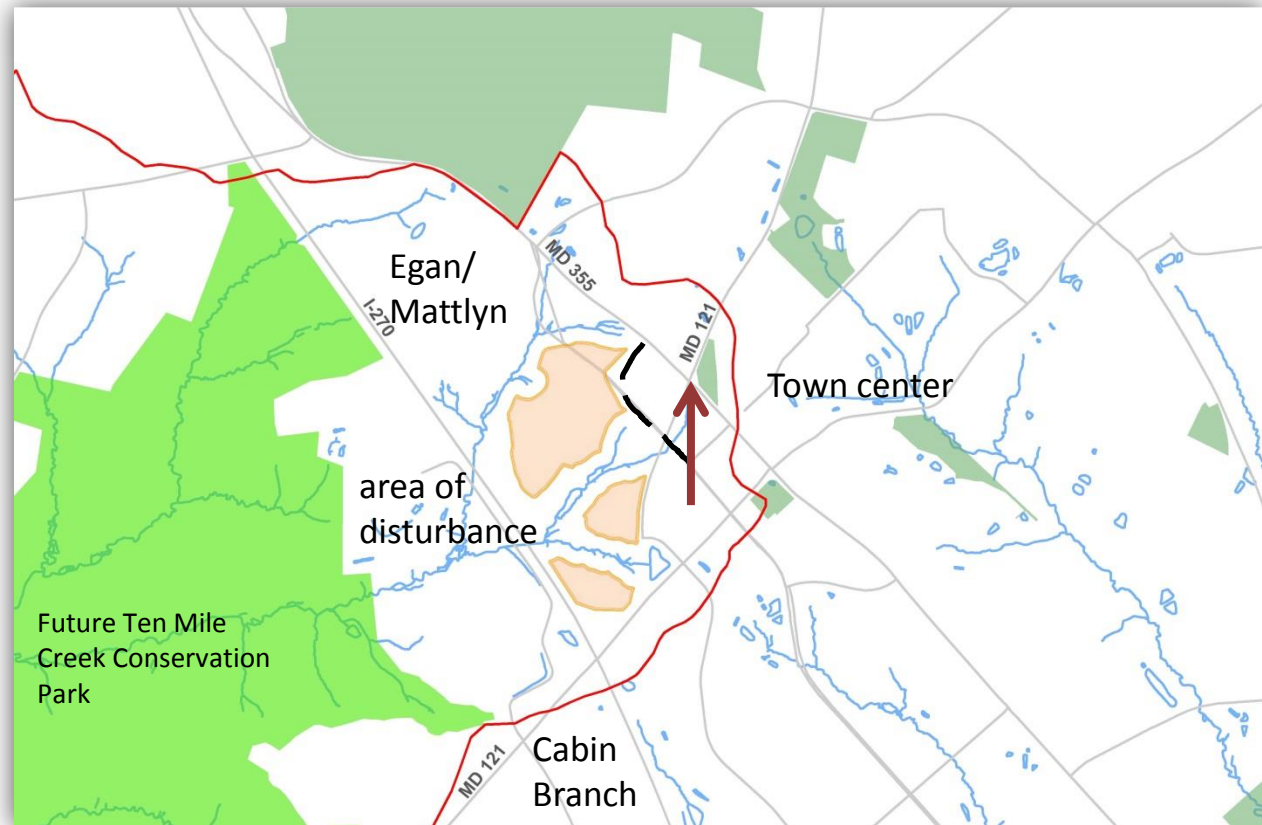 Egan/
Mattlyn
MD 355
I-270
MD 121
Town center
area of
disturbance
Future Ten Mile
Creek Conservation
Park
Cabin
Branch
MD 121